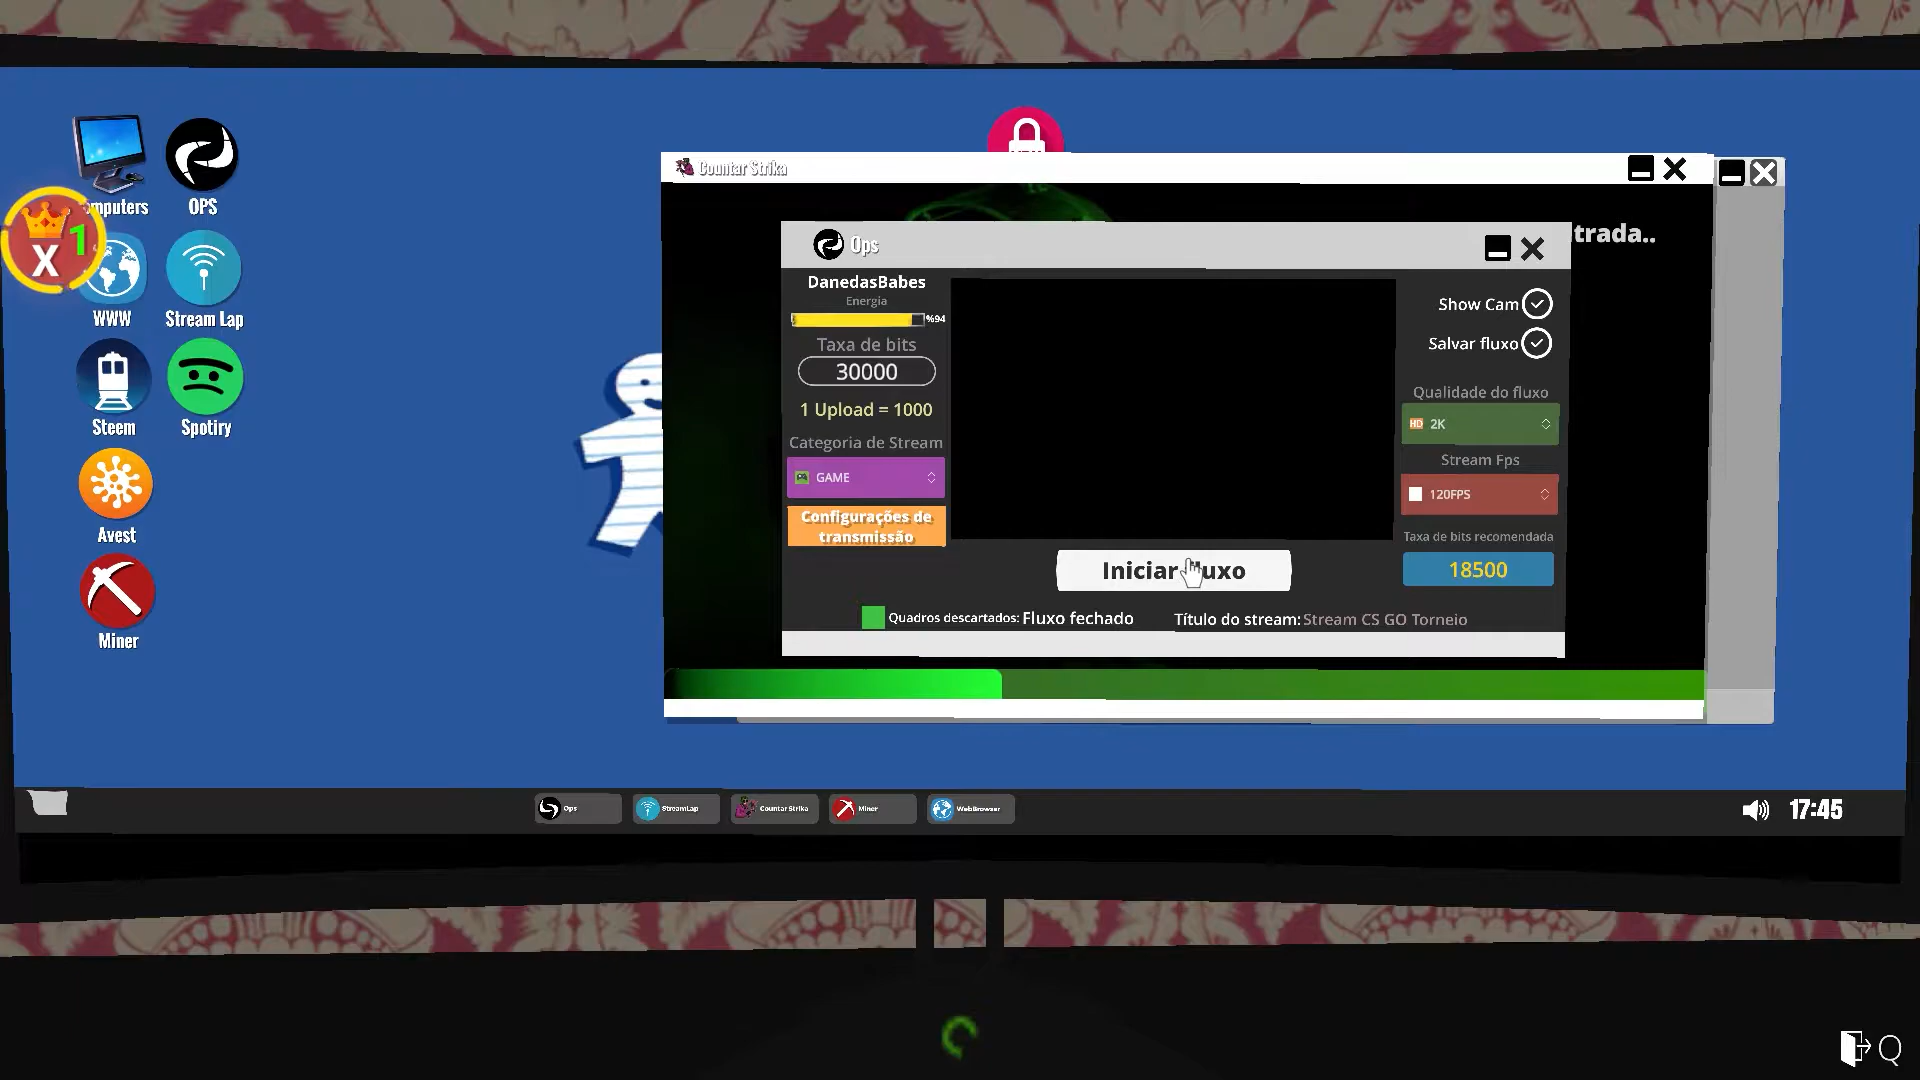 Computers
OPS
X 1
WWW
Stream Lap
Steem
Spotiry
Avest
Miner
Countar Strika
trada..
Ops
DanedasBabes
Energia
%94
Taxa de bits
30000
1 Upload = 1000
Categoria de Stream
GAME
Configurações de
transmissão
Show Cam
Salvar fluxo
Qualidade do fluxo
HD 2K
Stream Fps
120FPS
Taxa de bits recomendada
18500
Iniciar fluxo
Quadros descartados: Fluxo fechado
Título do stream: Stream CS GO Torneio
Ops
StreamLap
Countar Strika
Miner
WebBrowser
17:45
Q